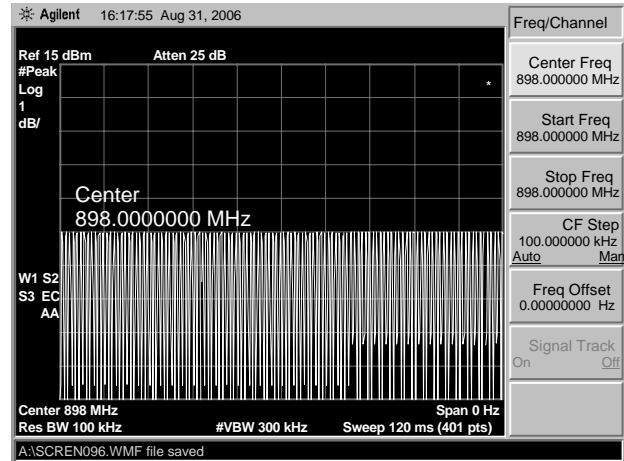 Agilent 16:17:55 Aug 31, 2006
Freq/Channel
Ref 15 dBm Atten 25 dB
#Peak
Log
1
dB/
*
Center
898.0000000 MHz
W1 S2
S3 EC
AA
Center 898 MHz Span 0 Hz
Res BW 100 kHz #VBW 300 kHz Sweep 120 ms (401 pts)
A:\SCREN096.WMF file saved
Center Freq
898.000000 MHz
Start Freq
898.000000 MHz
Stop Freq
898.000000 MHz
CF Step
100.000000 kHz
Auto Man
Freq Offset
0.00000000 Hz
Signal Track
On Off